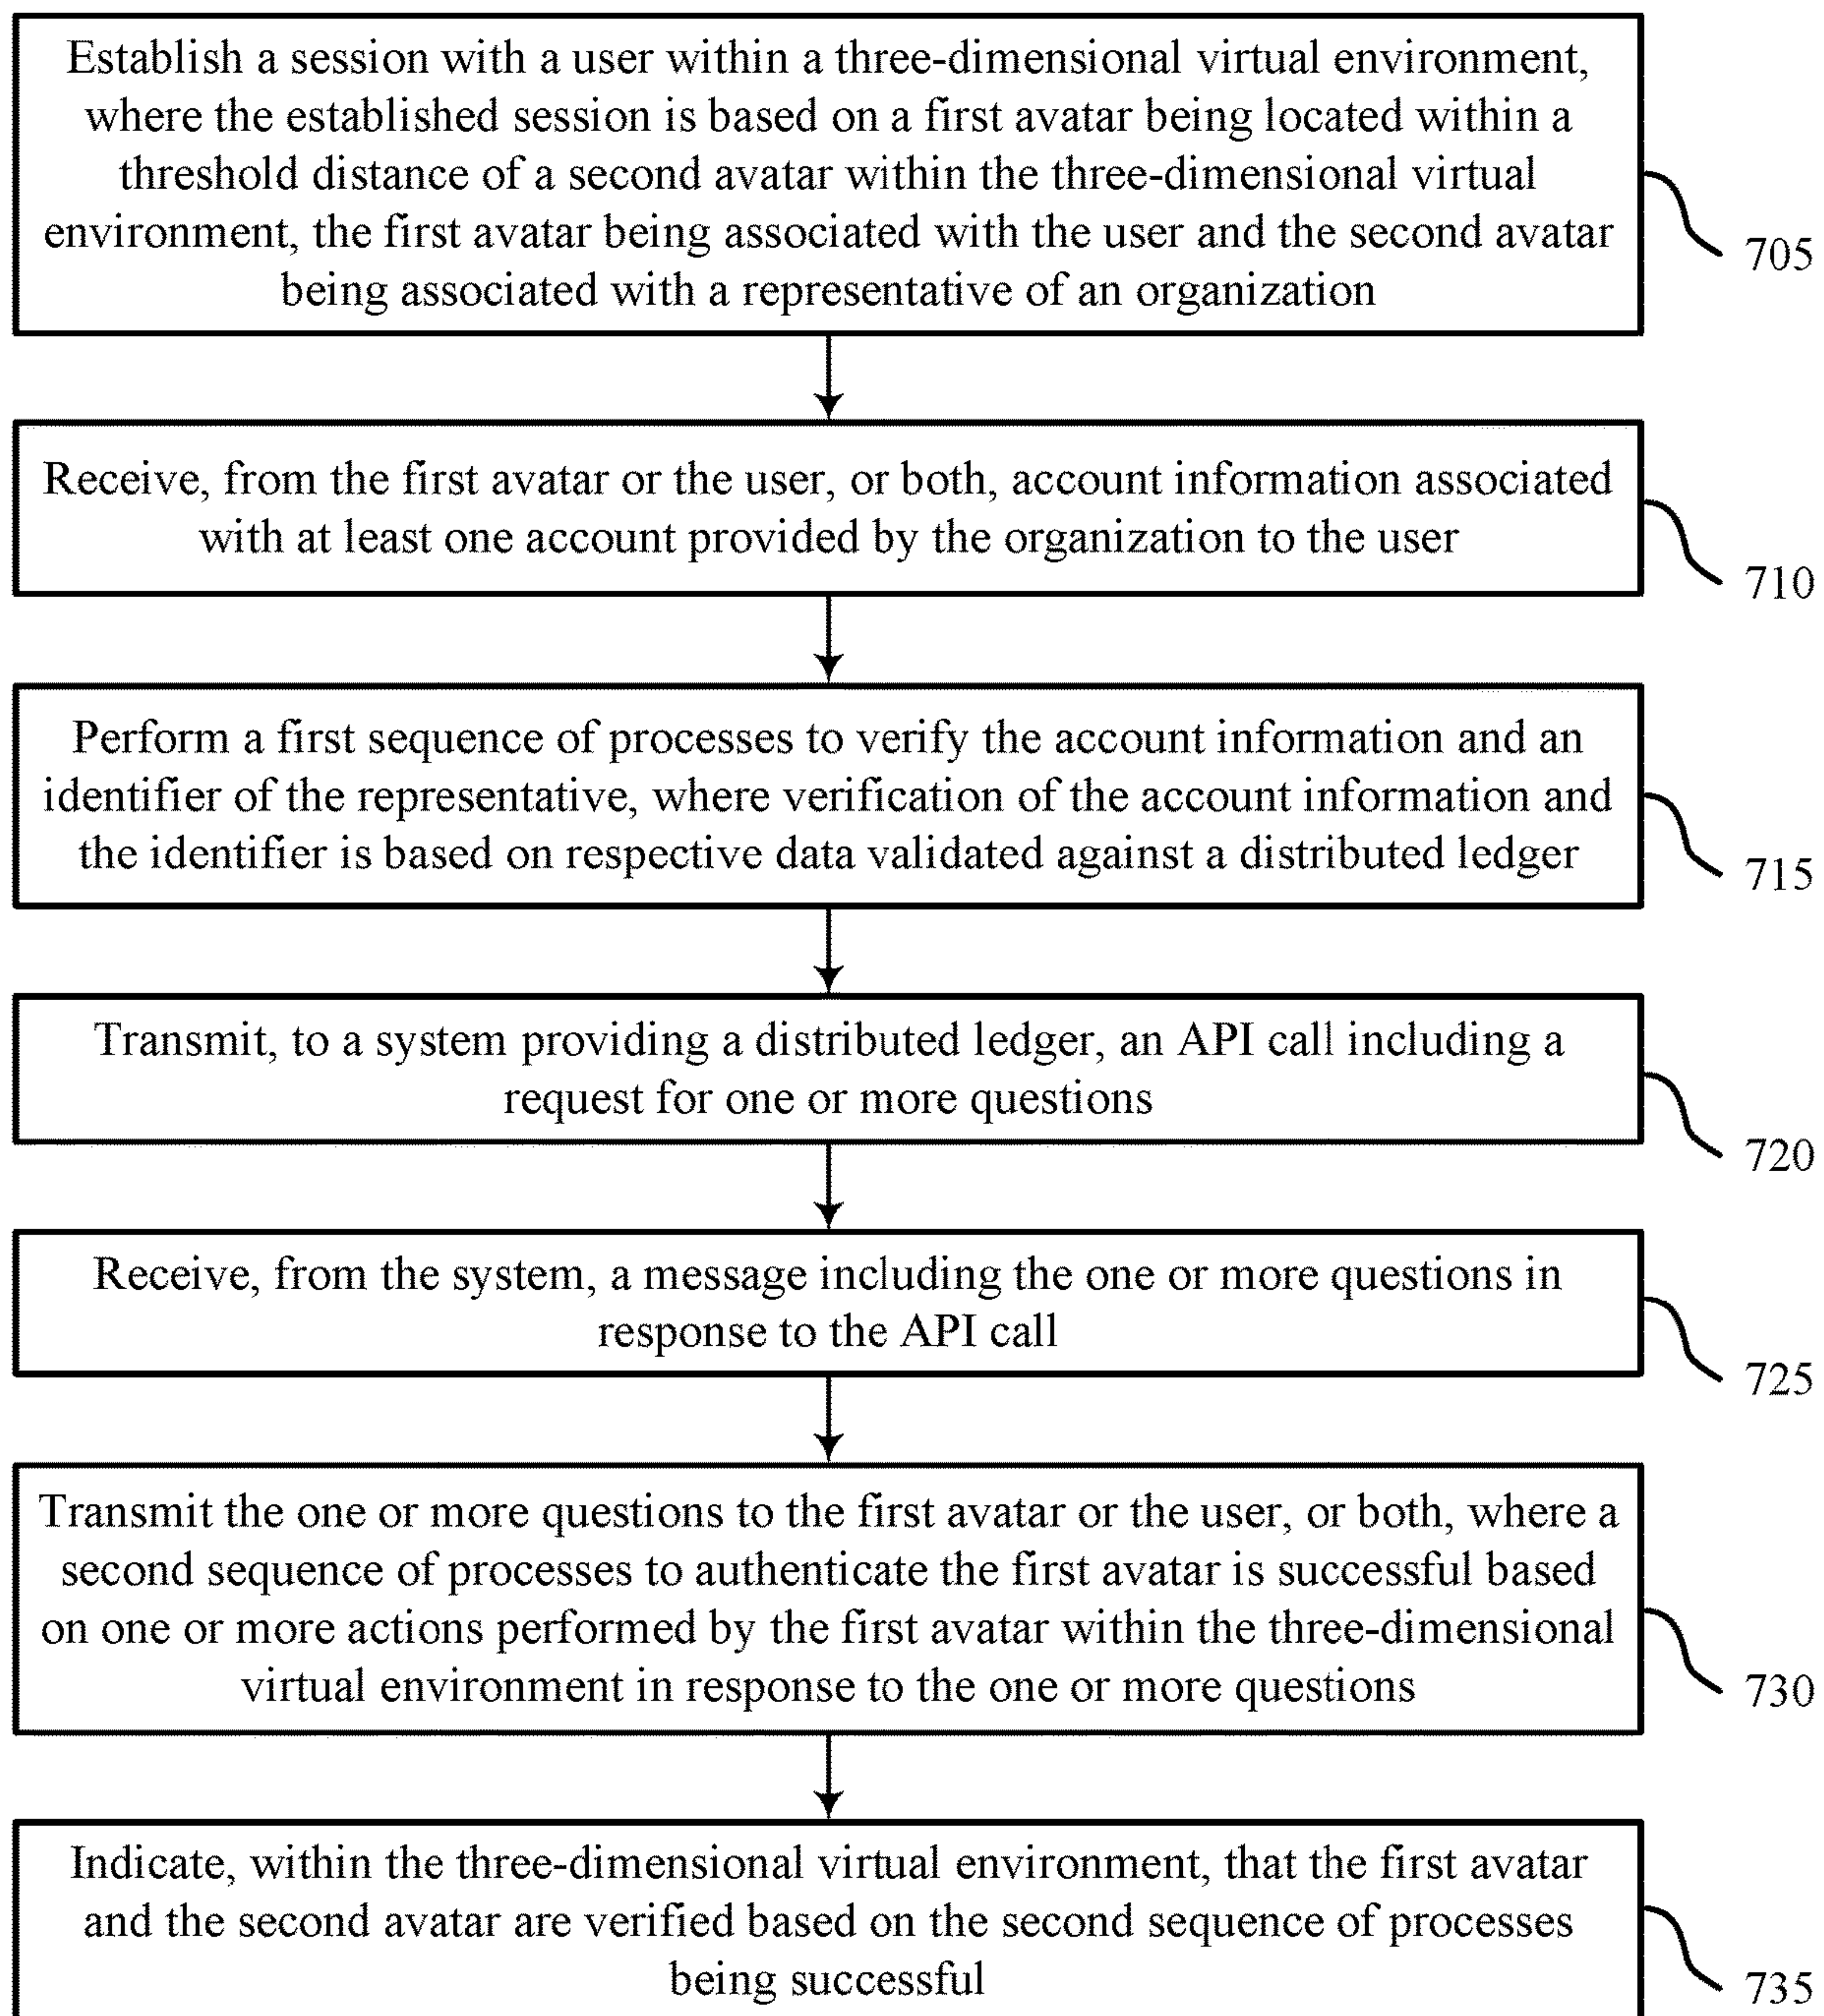 Establish a session with a user within a three-dimensional virtual environment,
where the established session is based on a first avatar being located within a
threshold distance of a second avatar within the three-dimensional virtual
environment, the first avatar being associated with the user and the second avatar
being associated with a representative of an organization
705
Receive, from the first avatar or the user, or both, account information associated
with at least one account provided by the organization to the user
710
Perform a first sequence of processes to verify the account information and an
identifier of the representative, where verification of the account information and
the identifier is based on respective data validated against a distributed ledger
715
Transmit, to a system providing a distributed ledger, an API call including a
request for one or more questions
720
Receive, from the system, a message including the one or more questions in
response to the API call
725
Transmit the one or more questions to the first avatar or the user, or both, where a
second sequence of processes to authenticate the first avatar is successful based
on one or more actions performed by the first avatar within the three-dimensional
virtual environment in response to the one or more questions
730
Indicate, within the three-dimensional virtual environment, that the first avatar
and the second avatar are verified based on the second sequence of processes
being successful
735